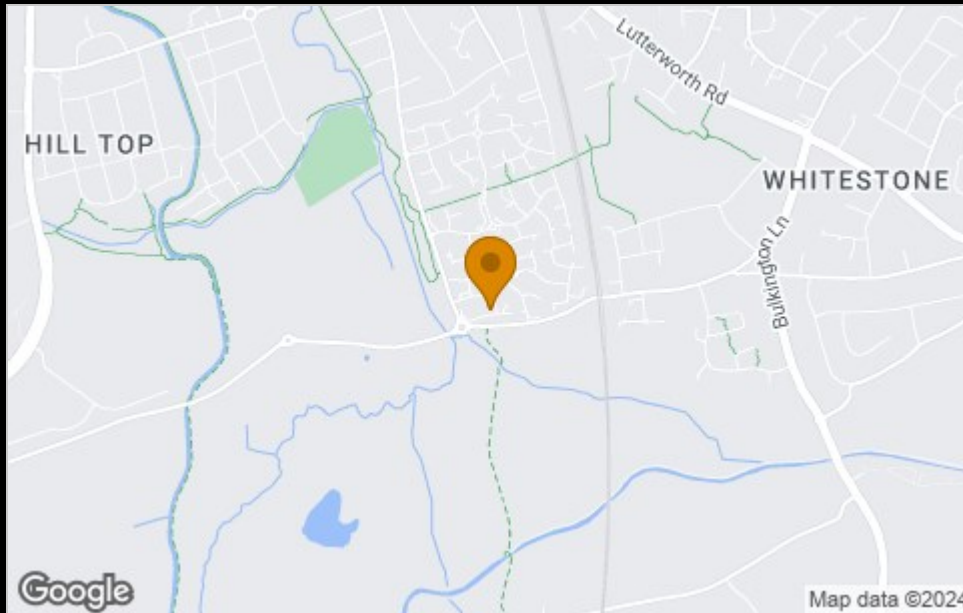 Lutterworth Rd
HILL TOP
WHITESTONE
Bulkington Ln
Google
Map data ©2024